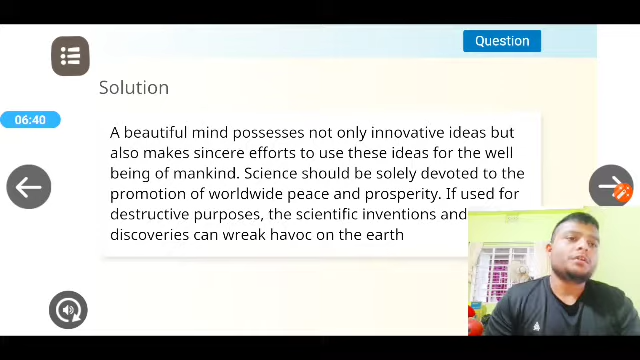 Question
Solution
06:40
A beautiful mind possesses not only innovative ideas but
also makes sincere efforts to use these ideas for the well
being of mankind. Science should be solely devoted to the
promotion of worldwide peace and prosperity. If used for
destructive purposes, the scientific inventions and
discoveries can wreak havoc on the earth